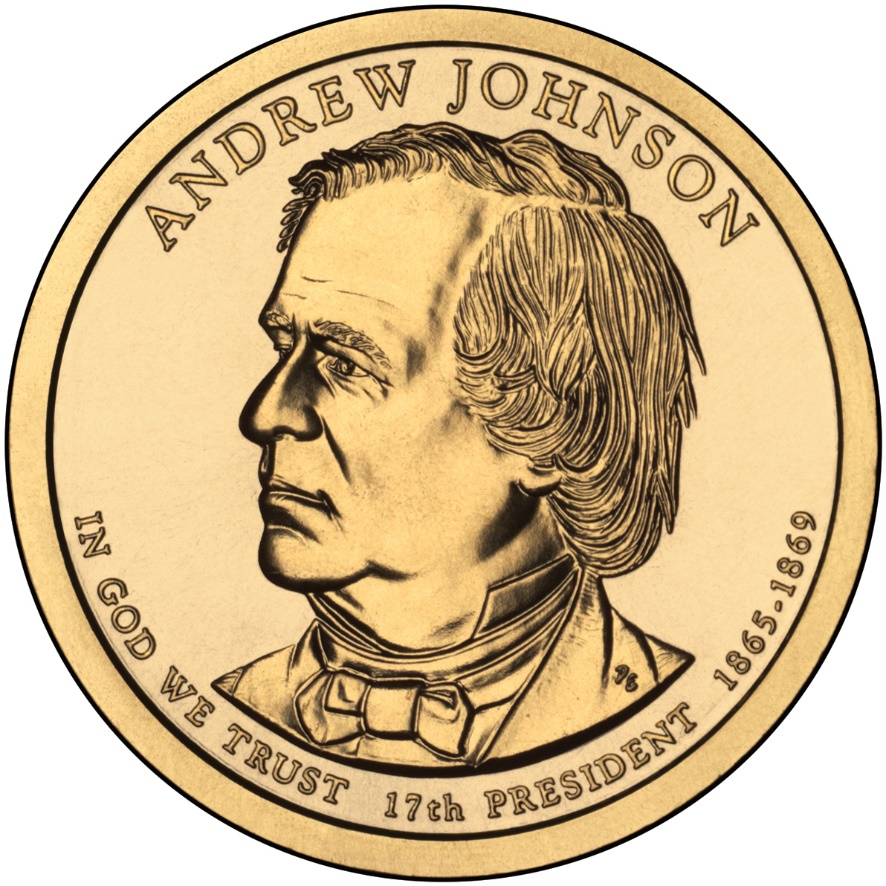 ANDREW JOHNSON
IN GOD WE TRUST 17th PRESIDENT 1865-1869